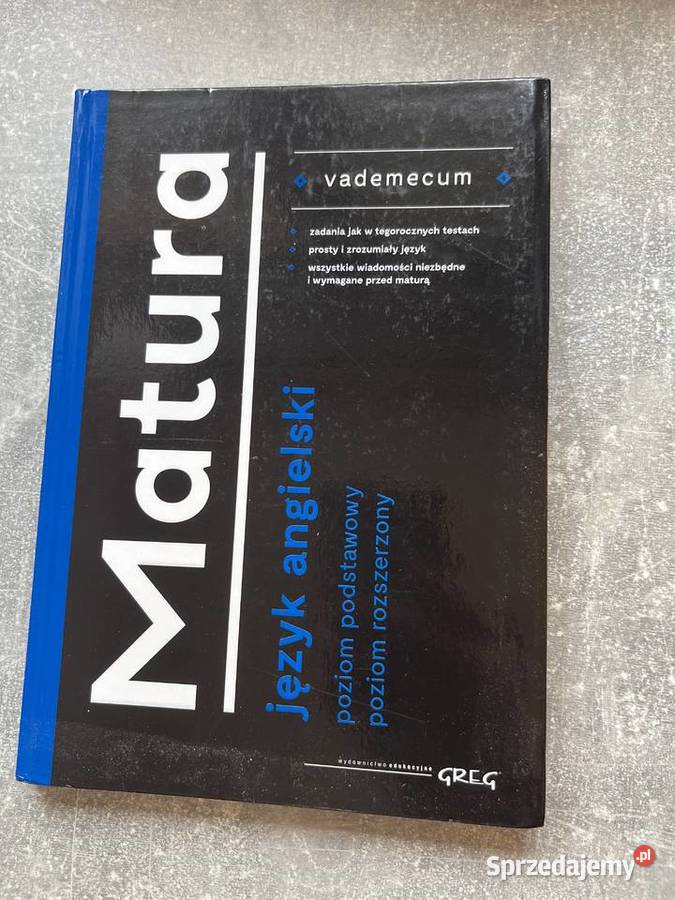 Matura
vademecum
zadania jak w tegorocznych testach
prosty i zrozumiały język
wszystkie wiadomości niezbędne
i wymagane przed maturą
język angielski
poziom podstawowy
poziom rozszerzony
wydawnictwo edukacyjne GREG
Sprzedajemy.pl